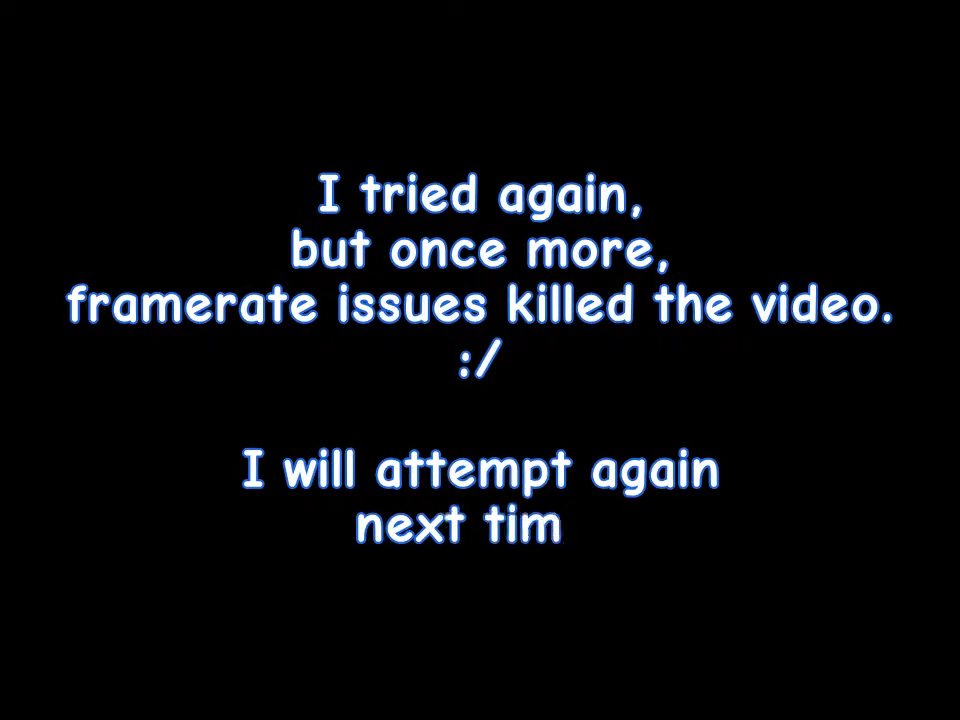 I tried again,
but once more,
framerate issues killed the video.
:/
I will attempt again
next tim